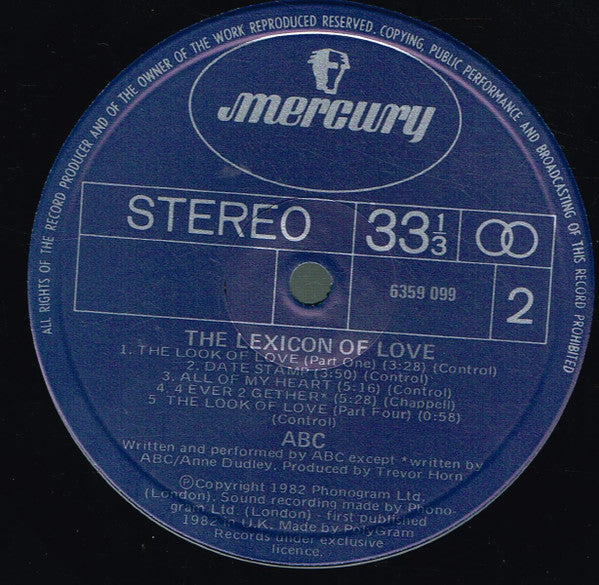 ALL RIGHTS OF THE RECORD PRODUCER AND OF THE OWNER OF THE WORK REPRODUCED RESERVED. COPYING, PUBLIC PERFORMANCE AND BROADCASTING OF THIS RECORD PROHIBITED
mercury
STEREO 33 1/3
6359 099 2
THE LEXICON OF LOVE
1. THE LOOK OF LOVE (Part One) (3:28) (Control)
2. DATE STAMP (3:50) (Control)
3. ALL OF MY HEART (5:16) (Control)
4. 4 EVER 2 GETHER* (5:28) (Chappell)
5 THE LOOK OF LOVE (Part Four) (0:58)
(Control)
ABC
Written and performed by ABC except *written by
ABC/Anne Dudley. Produced by Trevor Horn
℗Copyright 1982 Phonogram Ltd.
(London). Sound recording made by Phono-
gram Ltd. (London) - first published
1982 in U.K. Made by PolyGram
Records under exclusive
licence.